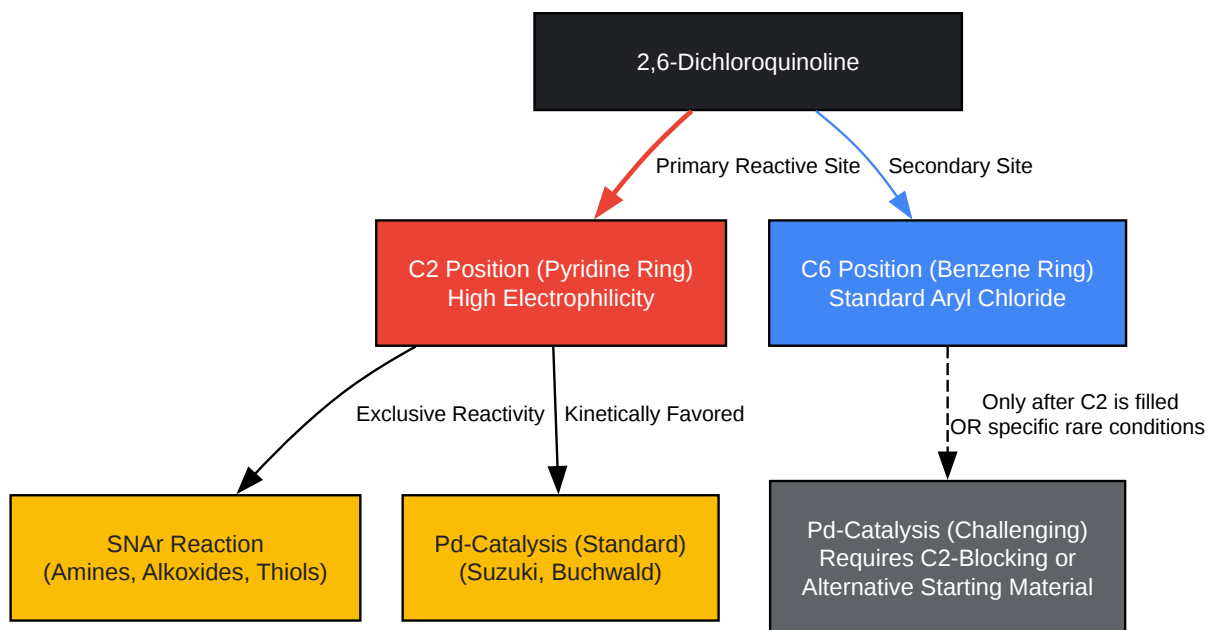 2,6-Dichloroquinoline
Primary Reactive Site
Secondary Site
C2 Position (Pyridine Ring)
High Electrophilicity
C6 Position (Benzene Ring)
Standard Aryl Chloride
Exclusive Reactivity
Kinetically Favored
Only after C2 is filled
OR specific rare conditions
SNAr Reaction
(Amines, Alkoxides, Thiols)
Pd-Catalysis (Standard)
(Suzuki, Buchwald)
Pd-Catalysis (Challenging)
Requires C2-Blocking or
Alternative Starting Material